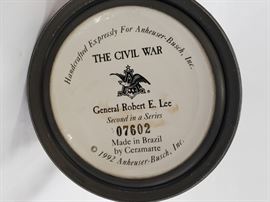 Handcrafted Expressly For Anheuser-Busch, Inc.
THE CIVIL WAR
General Robert E. Lee
Second in a Series
07602
Made in Brazil
by Ceramarte
© 1992 Anheuser-Busch, Inc.